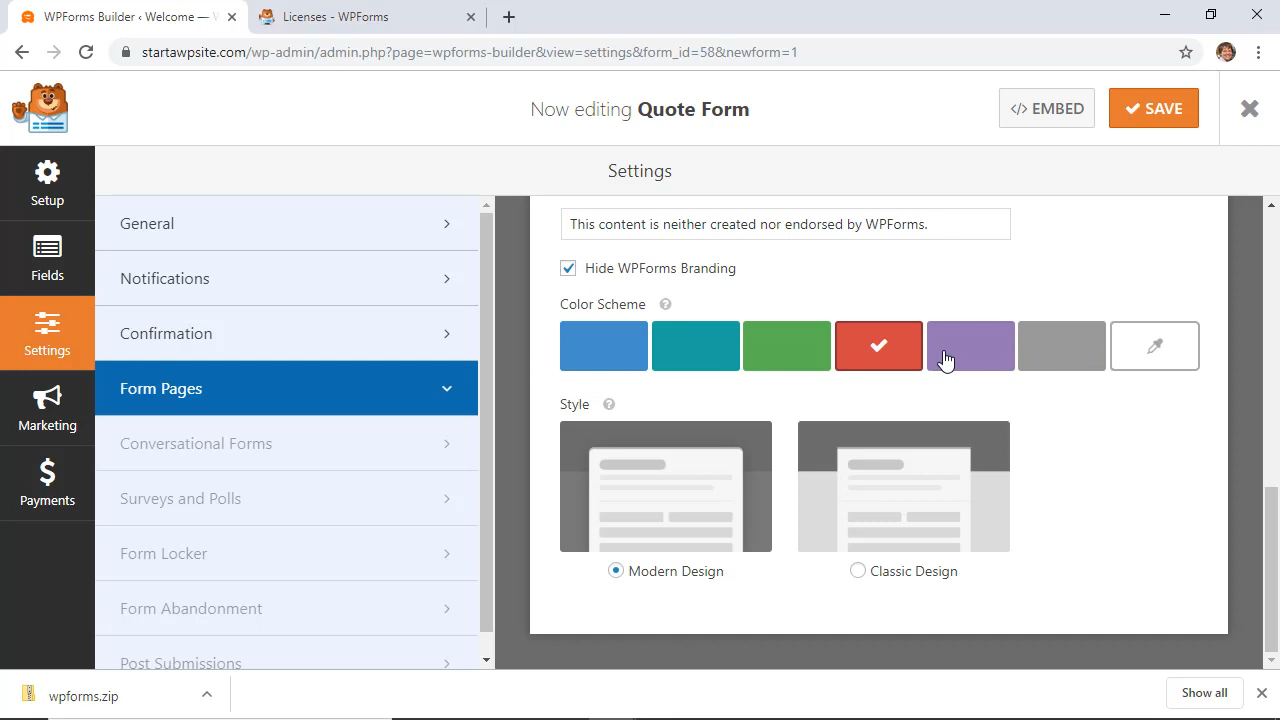 WPForms Builder ‹ Welcome —
Licenses - WPForms
startawpsite.com/wp-admin/admin.php?page=wpforms-builder&view=settings&form_id=58&newform=1
Now editing Quote Form
</> EMBED
SAVE
Setup
Fields
Settings
Marketing
Payments
Settings
General
Notifications
Confirmation
Form Pages
Conversational Forms
Surveys and Polls
Form Locker
Form Abandonment
Post Submissions
This content is neither created nor endorsed by WPForms.
Hide WPForms Branding
Color Scheme ?
Style ?
Modern Design
Classic Design
wpforms.zip
Show all